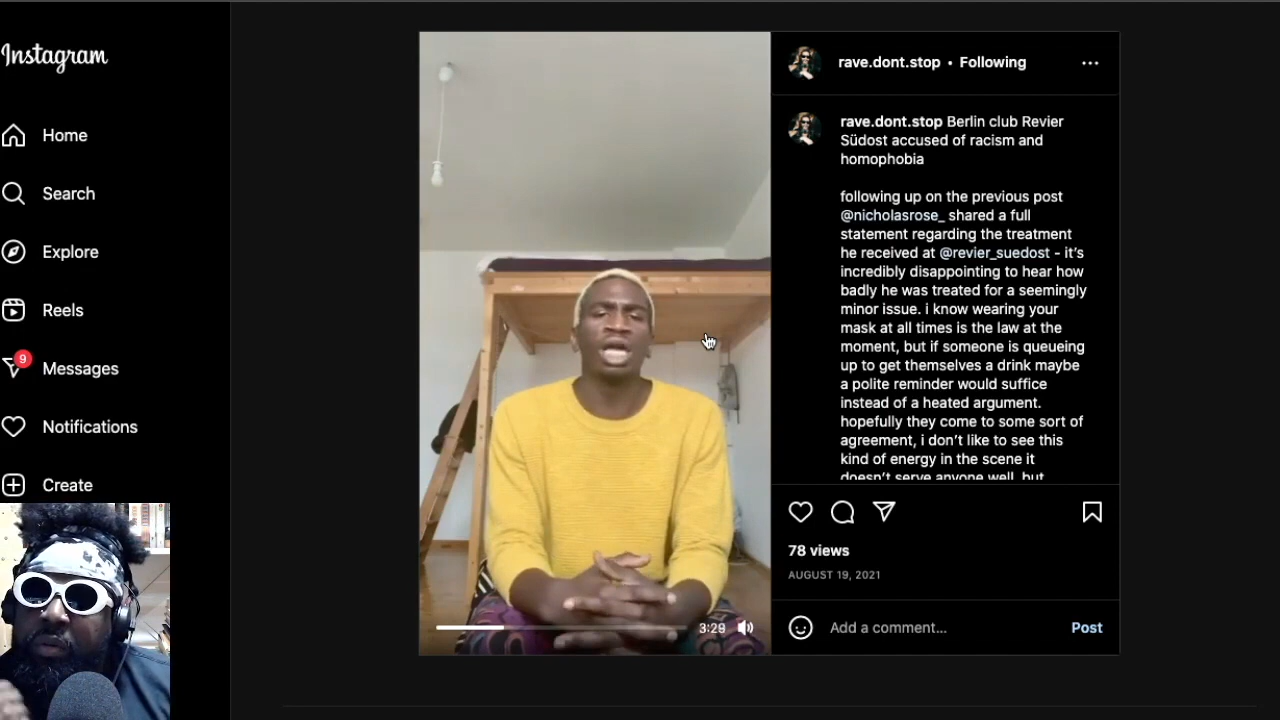 Instagram
Home
Search
Explore
Reels
9
Messages
Notifications
Create
3:29
rave.dont.stop • Following
rave.dont.stop Berlin club Revier
Südost accused of racism and
homophobia
following up on the previous post
@nicholasrose_ shared a full
statement regarding the treatment
he received at @revier_suedost - it’s
incredibly disappointing to hear how
badly he was treated for a seemingly
minor issue. i know wearing your
mask at all times is the law at the
moment, but if someone is queueing
up to get themselves a drink maybe
a polite reminder would suffice
instead of a heated argument.
hopefully they come to some sort of
agreement, i don’t like to see this
kind of energy in the scene it
doesn’t serve anyone well, but
78 views
AUGUST 19, 2021
Add a comment...
Post